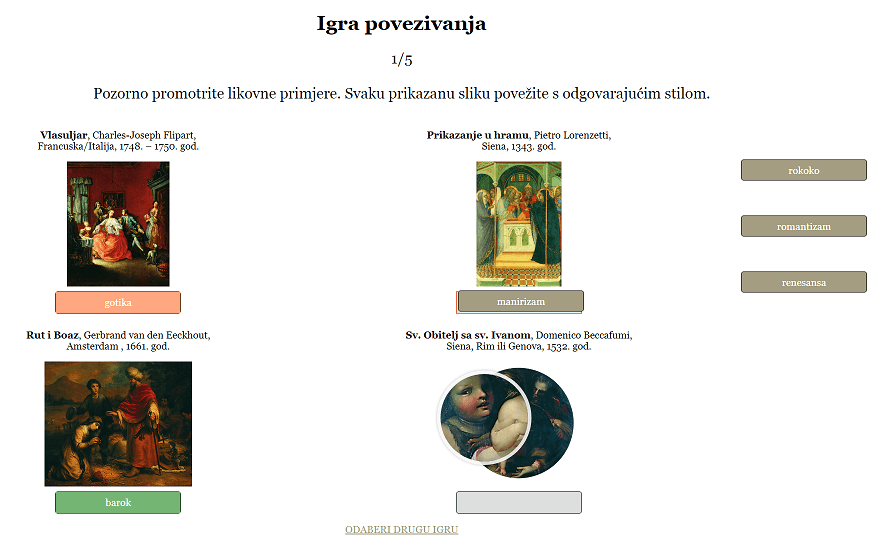 Igra povezivanja
1/5
Pozorno promotrite likovne primjere. Svaku prikazanu sliku povežite s odgovarajućim stilom.
Vlasuljar, Charles-Joseph Flipart,
Francuska/Italija, 1748. – 1750. god.
gotika
Prikazanje u hramu, Pietro Lorenzetti,
Siena, 1343. god.
manirizam
rokoko
romantizam
renesansa
Rut i Boaz, Gerbrand van den Eeckhout,
Amsterdam , 1661. god.
barok
Sv. Obitelj sa sv. Ivanom, Domenico Beccafumi,
Siena, Rim ili Genova, 1532. god.
ODABERI DRUGU IGRU